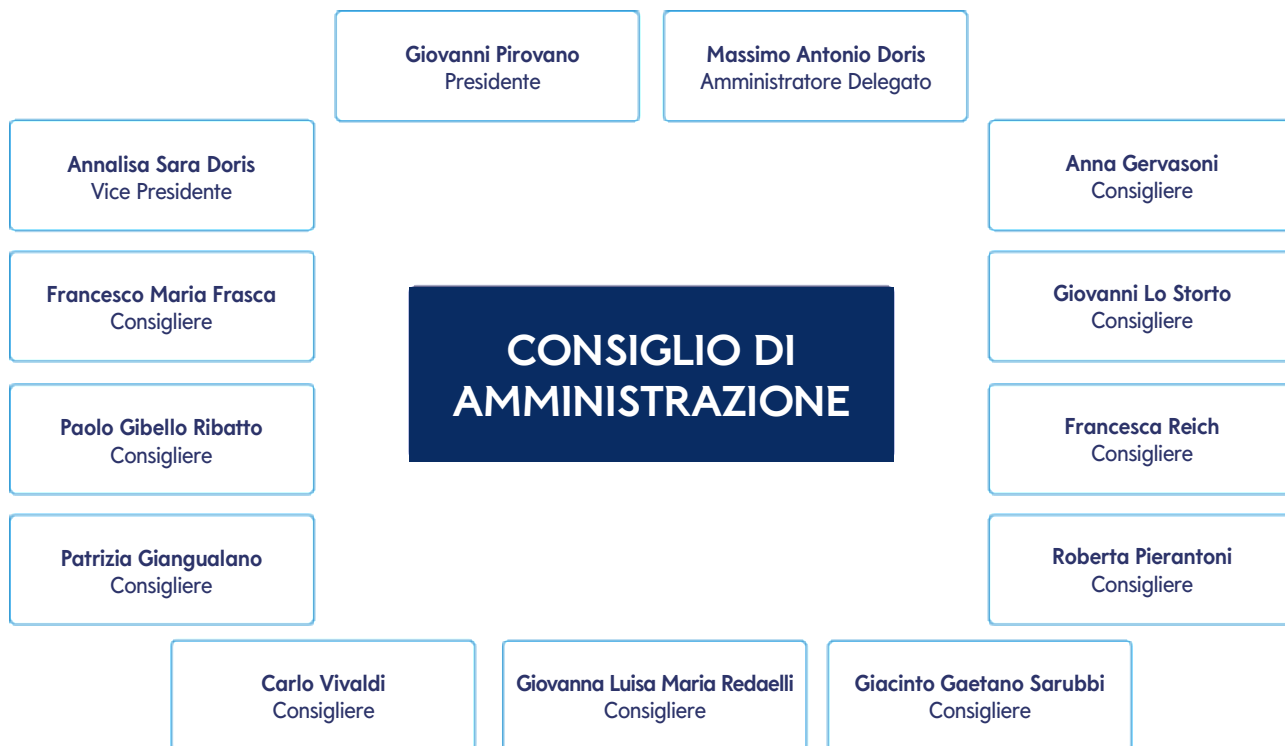 Giovanni Pirovano
Presidente
Massimo Antonio Doris
Amministratore Delegato
Annalisa Sara Doris
Vice Presidente
Anna Gervasoni
Consigliere
Francesco Maria Frasca
Consigliere
Giovanni Lo Storto
Consigliere
CONSIGLIO DI
AMMINISTRAZIONE
Paolo Gibello Ribatto
Consigliere
Francesca Reich
Consigliere
Patrizia Giangualano
Consigliere
Roberta Pierantoni
Consigliere
Carlo Vivaldi
Consigliere
Giovanna Luisa Maria Redaelli
Consigliere
Giacinto Gaetano Sarubbi
Consigliere